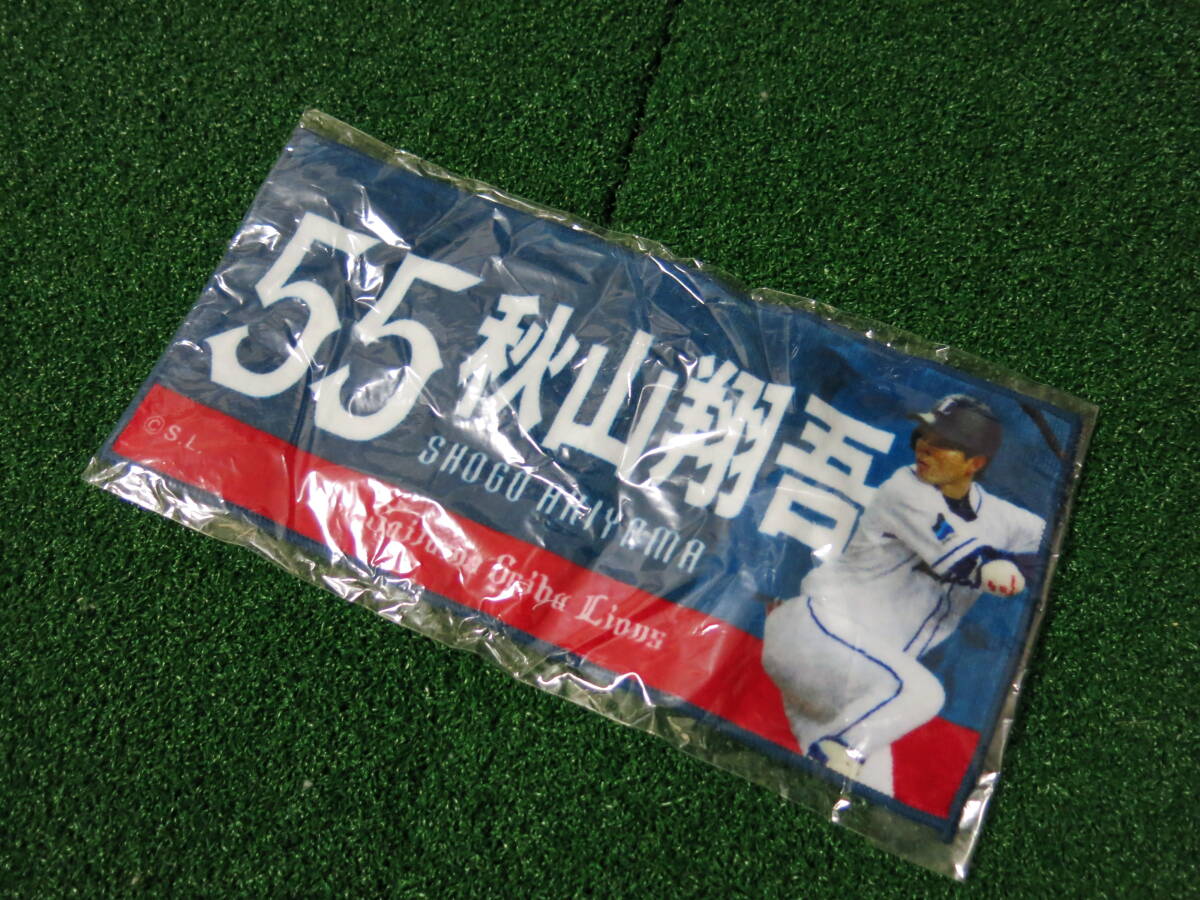 55 秋山翔吾
SHOGO AKIYAMA
Saitama Seibu Lions
©S.L.